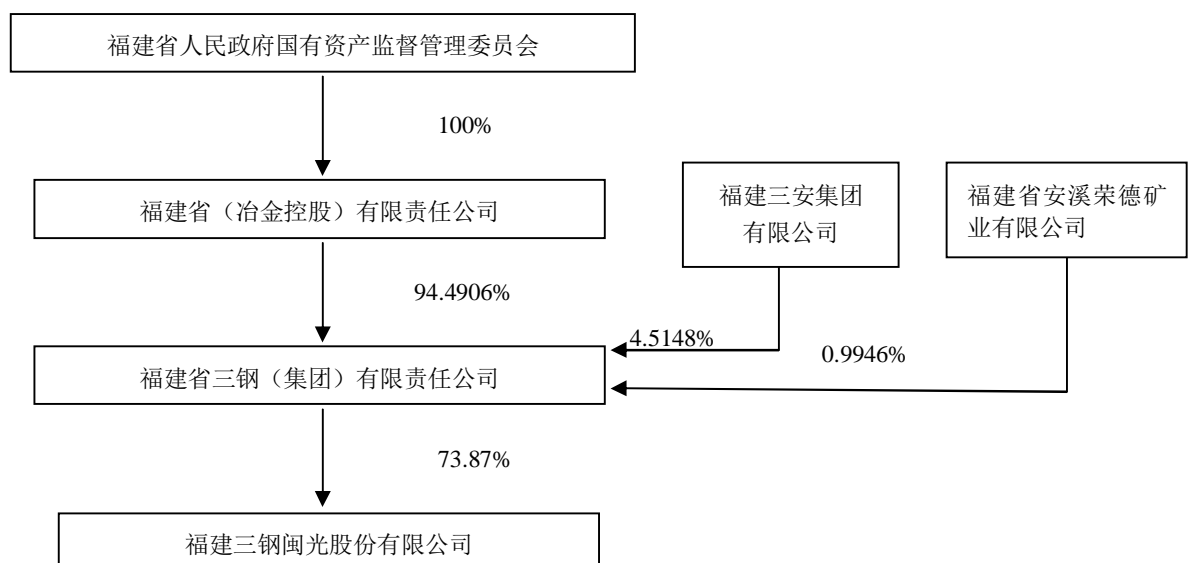 福建省人民政府国有资产监督管理委员会
100%
福建省（冶金控股）有限责任公司
福建三安集团
有限公司
福建省安溪荣德矿
业有限公司
94.4906%
4.5148%
0.9946%
福建省三钢（集团）有限责任公司
73.87%
福建三钢闽光股份有限公司